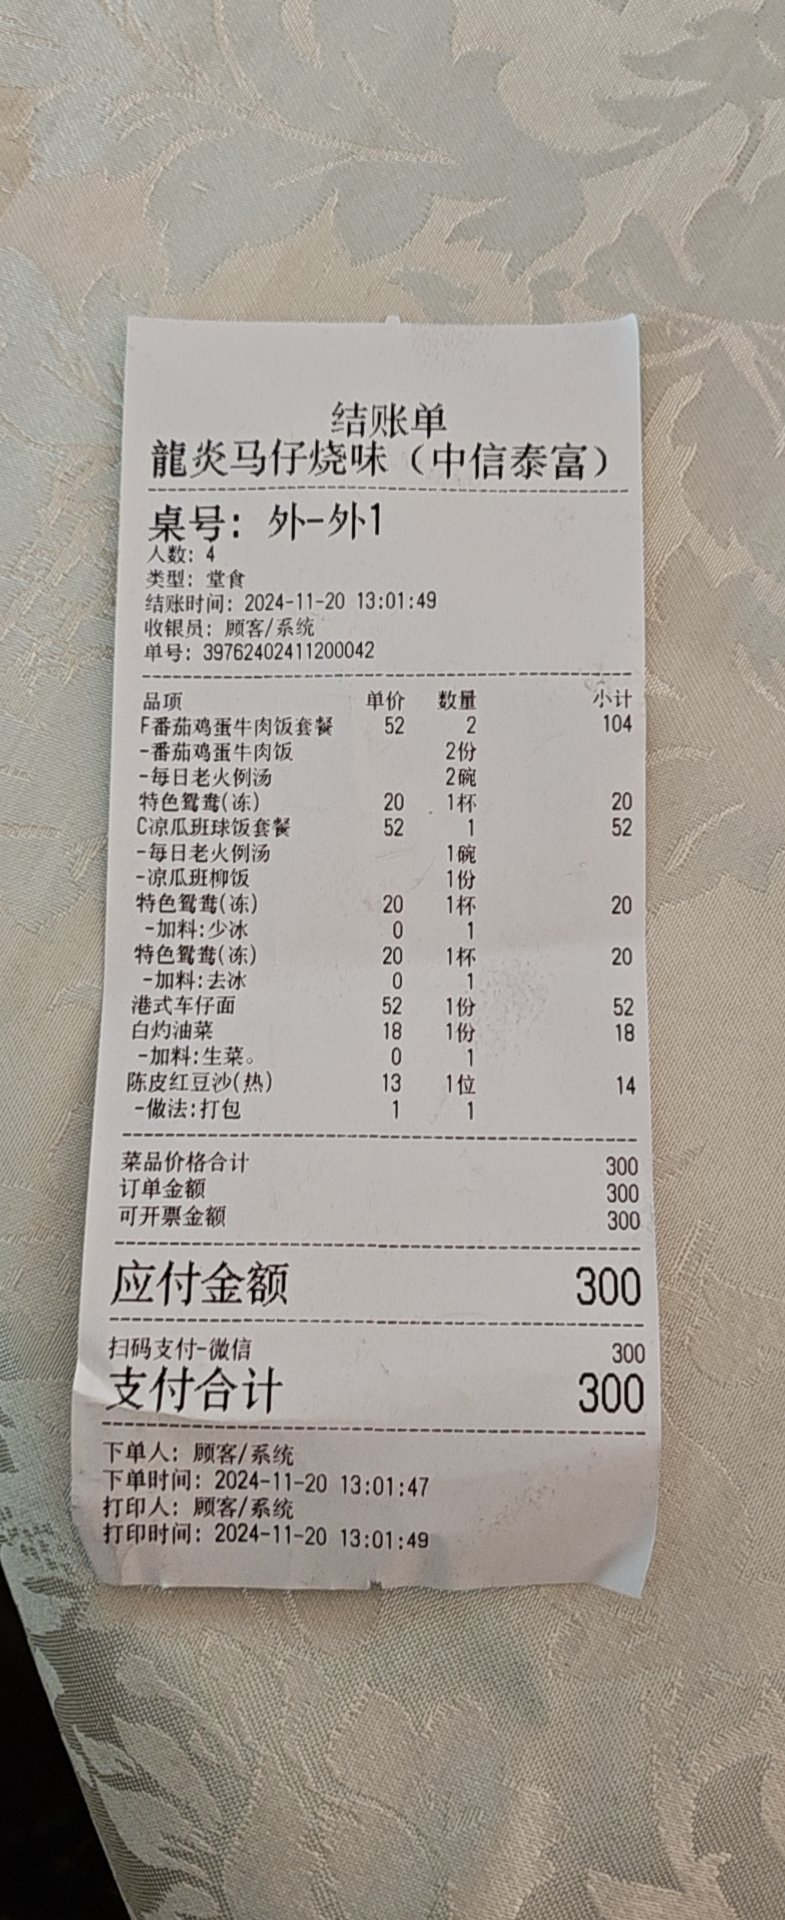 结账单
龍炎马仔烧味（中信泰富）
桌号: 外-外1
人数: 4
类型: 堂食
结账时间: 2024-11-20 13:01:49
收银员: 顾客/系统
单号: 39762402411200042
品项 单价 数量 小计
F番茄鸡蛋牛肉饭套餐 52 2 104
-番茄鸡蛋牛肉饭 2份
-每日老火例汤 2碗
特色鸳鸯(冻) 20 1杯 20
C凉瓜班球饭套餐 52 1 52
-每日老火例汤 1碗
-凉瓜班柳饭 1份
特色鸳鸯(冻) 20 1杯 20
-加料:少冰 0 1
特色鸳鸯(冻) 20 1杯 20
-加料:去冰 0 1
港式车仔面 52 1份 52
白灼油菜 18 1份 18
-加料:生菜。 0 1
陈皮红豆沙(热) 13 1位 14
-做法:打包 1 1
菜品价格合计 300
订单金额 300
可开票金额 300
应付金额 300
扫码支付-微信 300
支付合计 300
下单人: 顾客/系统
下单时间: 2024-11-20 13:01:47
打印人: 顾客/系统
打印时间: 2024-11-20 13:01:49